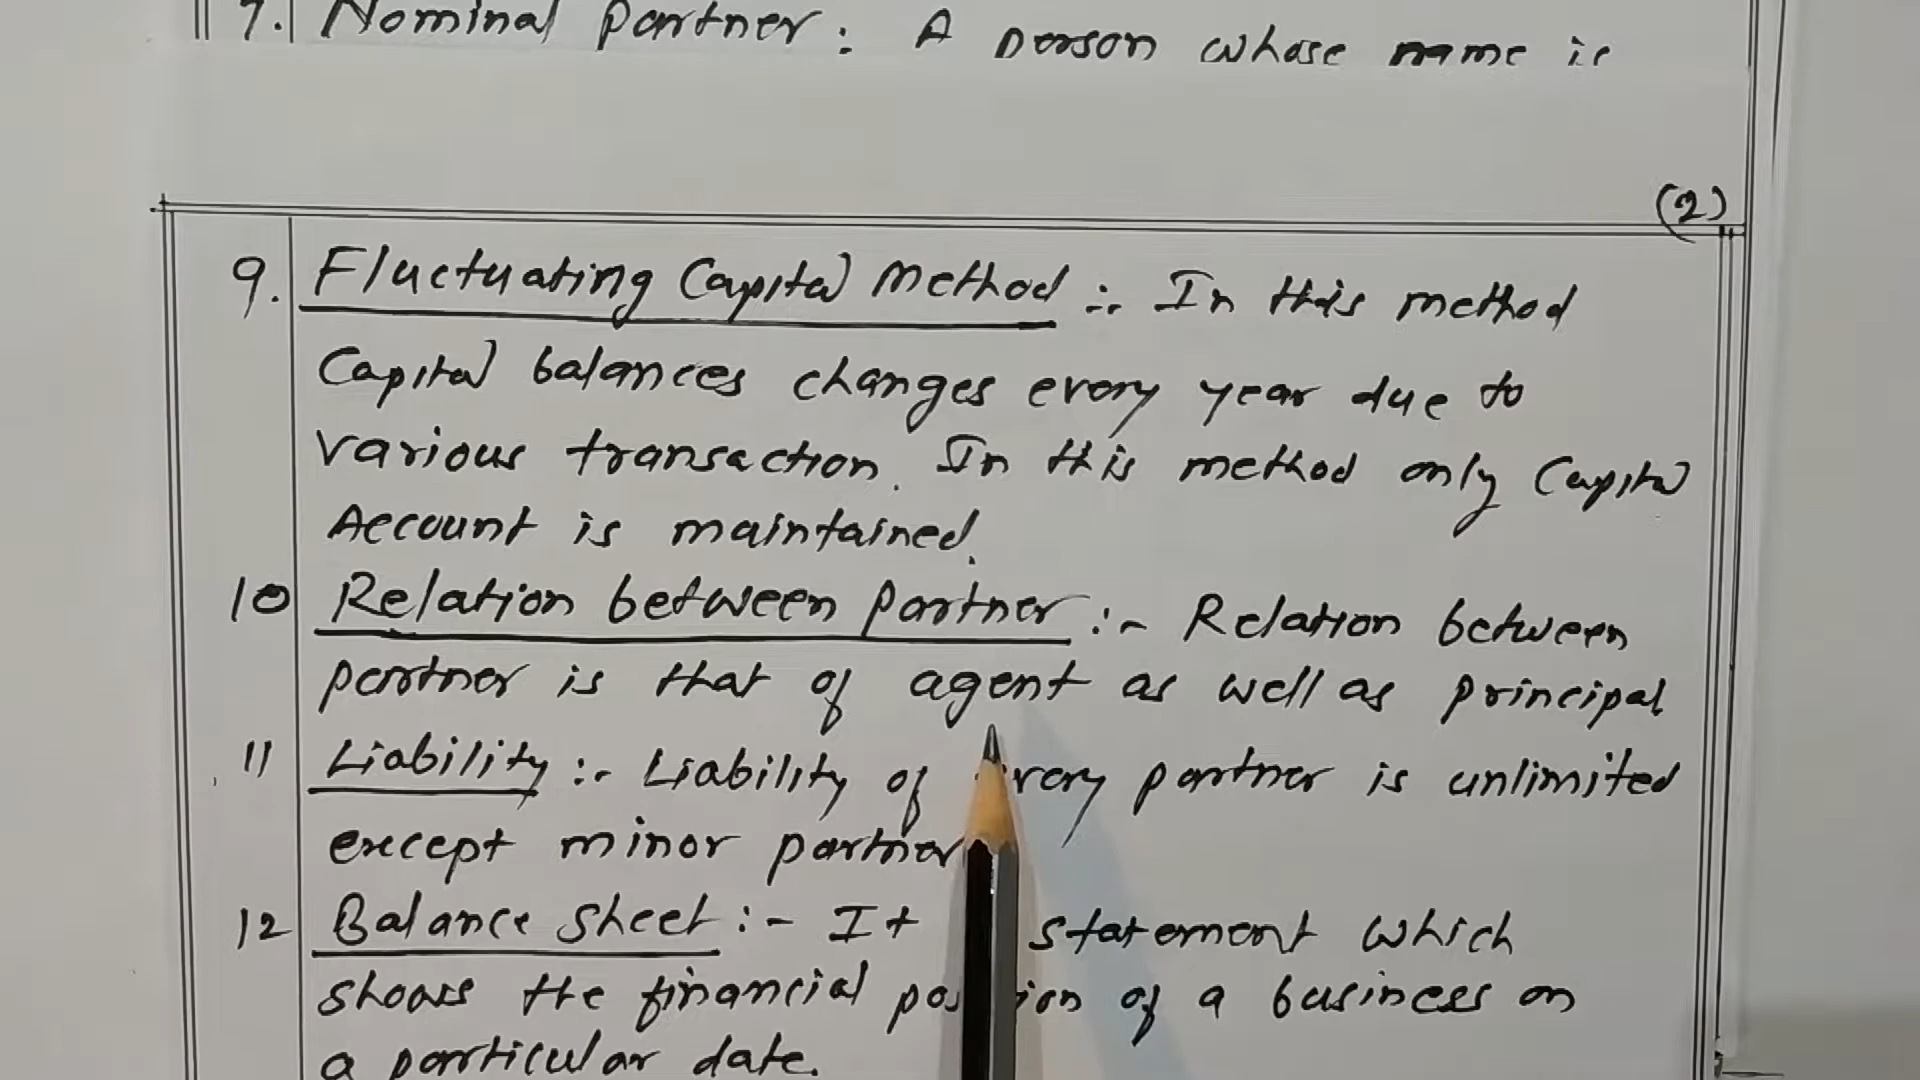 7. Nominal partner : A person whose name is
(2)
9. Fluctuating Capital Method :- In this method
Capital balances changes every year due to
various transaction. In this method only Capital
Account is maintained.
10 Relation between partner :- Relation between
partner is that of agent as well as principal
11 Liability :- Liability of every partner is unlimited
except minor partner
12 Balance Sheet :- It statement which
shows the financial position of a business on
a particular date.